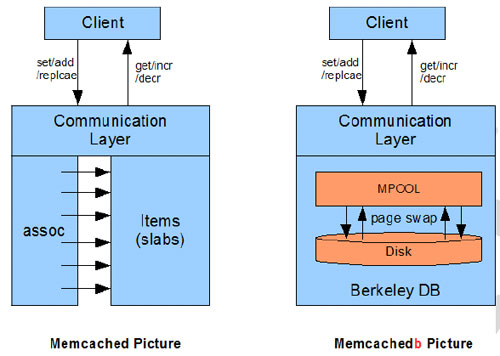 Client
set/add
/replcae
get/incr
/decr
Communication
Layer
assoc
Items
(slabs)
Memcached Picture
Client
set/add
/replcae
get/incr
/decr
Communication
Layer
MPOOL
page swap
Disk
Berkeley DB
Memcachedb Picture